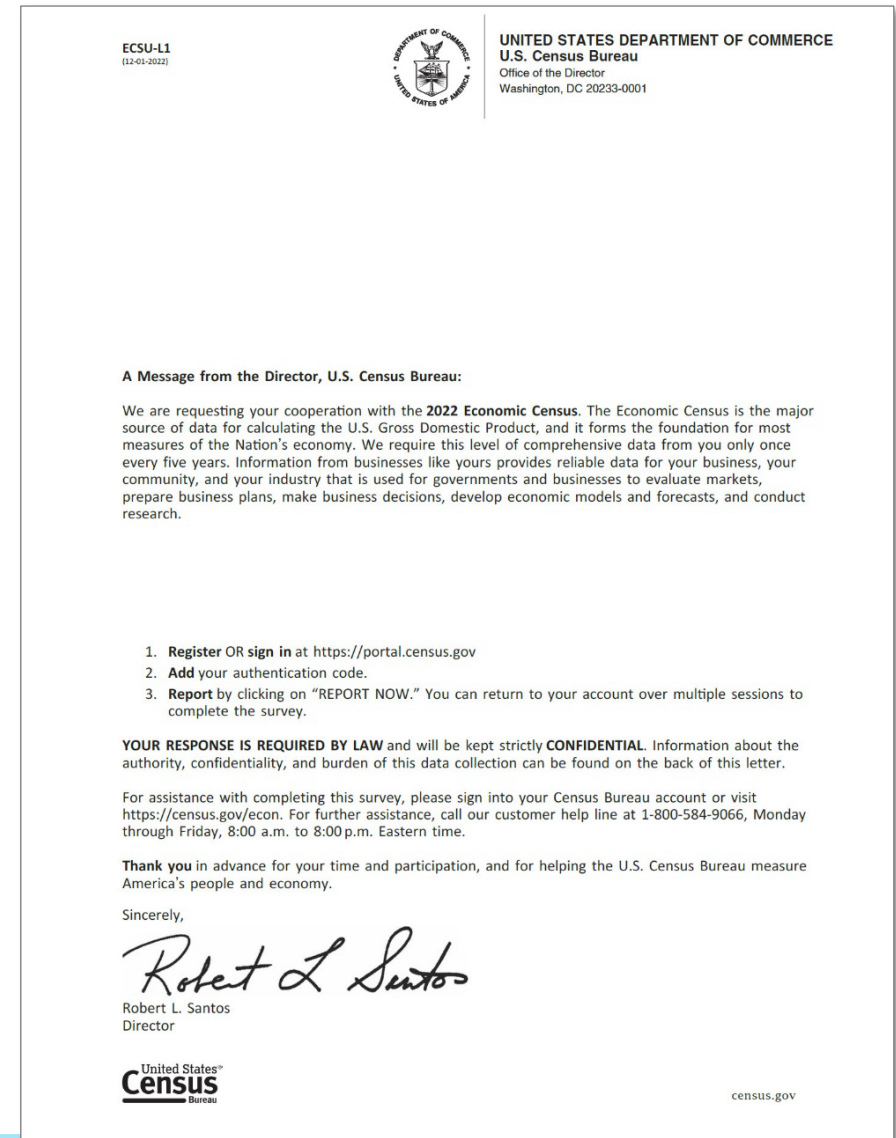 ECSU-L1
(12-01-2022)
DEPARTMENT OF COMMERCE
UNITED STATES OF AMERICA
UNITED STATES DEPARTMENT OF COMMERCE
U.S. Census Bureau
Office of the Director
Washington, DC 20233-0001
A Message from the Director, U.S. Census Bureau:
We are requesting your cooperation with the 2022 Economic Census. The Economic Census is the major
source of data for calculating the U.S. Gross Domestic Product, and it forms the foundation for most
measures of the Nation's economy. We require this level of comprehensive data from you only once
every five years. Information from businesses like yours provides reliable data for your business, your
community, and your industry that is used for governments and businesses to evaluate markets,
prepare business plans, make business decisions, develop economic models and forecasts, and conduct
research.
1. Register OR sign in at https://portal.census.gov
2. Add your authentication code.
3. Report by clicking on "REPORT NOW." You can return to your account over multiple sessions to
complete the survey.
YOUR RESPONSE IS REQUIRED BY LAW and will be kept strictly CONFIDENTIAL. Information about the
authority, confidentiality, and burden of this data collection can be found on the back of this letter.
For assistance with completing this survey, please sign into your Census Bureau account or visit
https://census.gov/econ. For further assistance, call our customer help line at 1-800-584-9066, Monday
through Friday, 8:00 a.m. to 8:00 p.m. Eastern time.
Thank you in advance for your time and participation, and for helping the U.S. Census Bureau measure
America's people and economy.
Sincerely,
Robert L Santos
Robert L. Santos
Director
United States®
Census
Bureau
census.gov